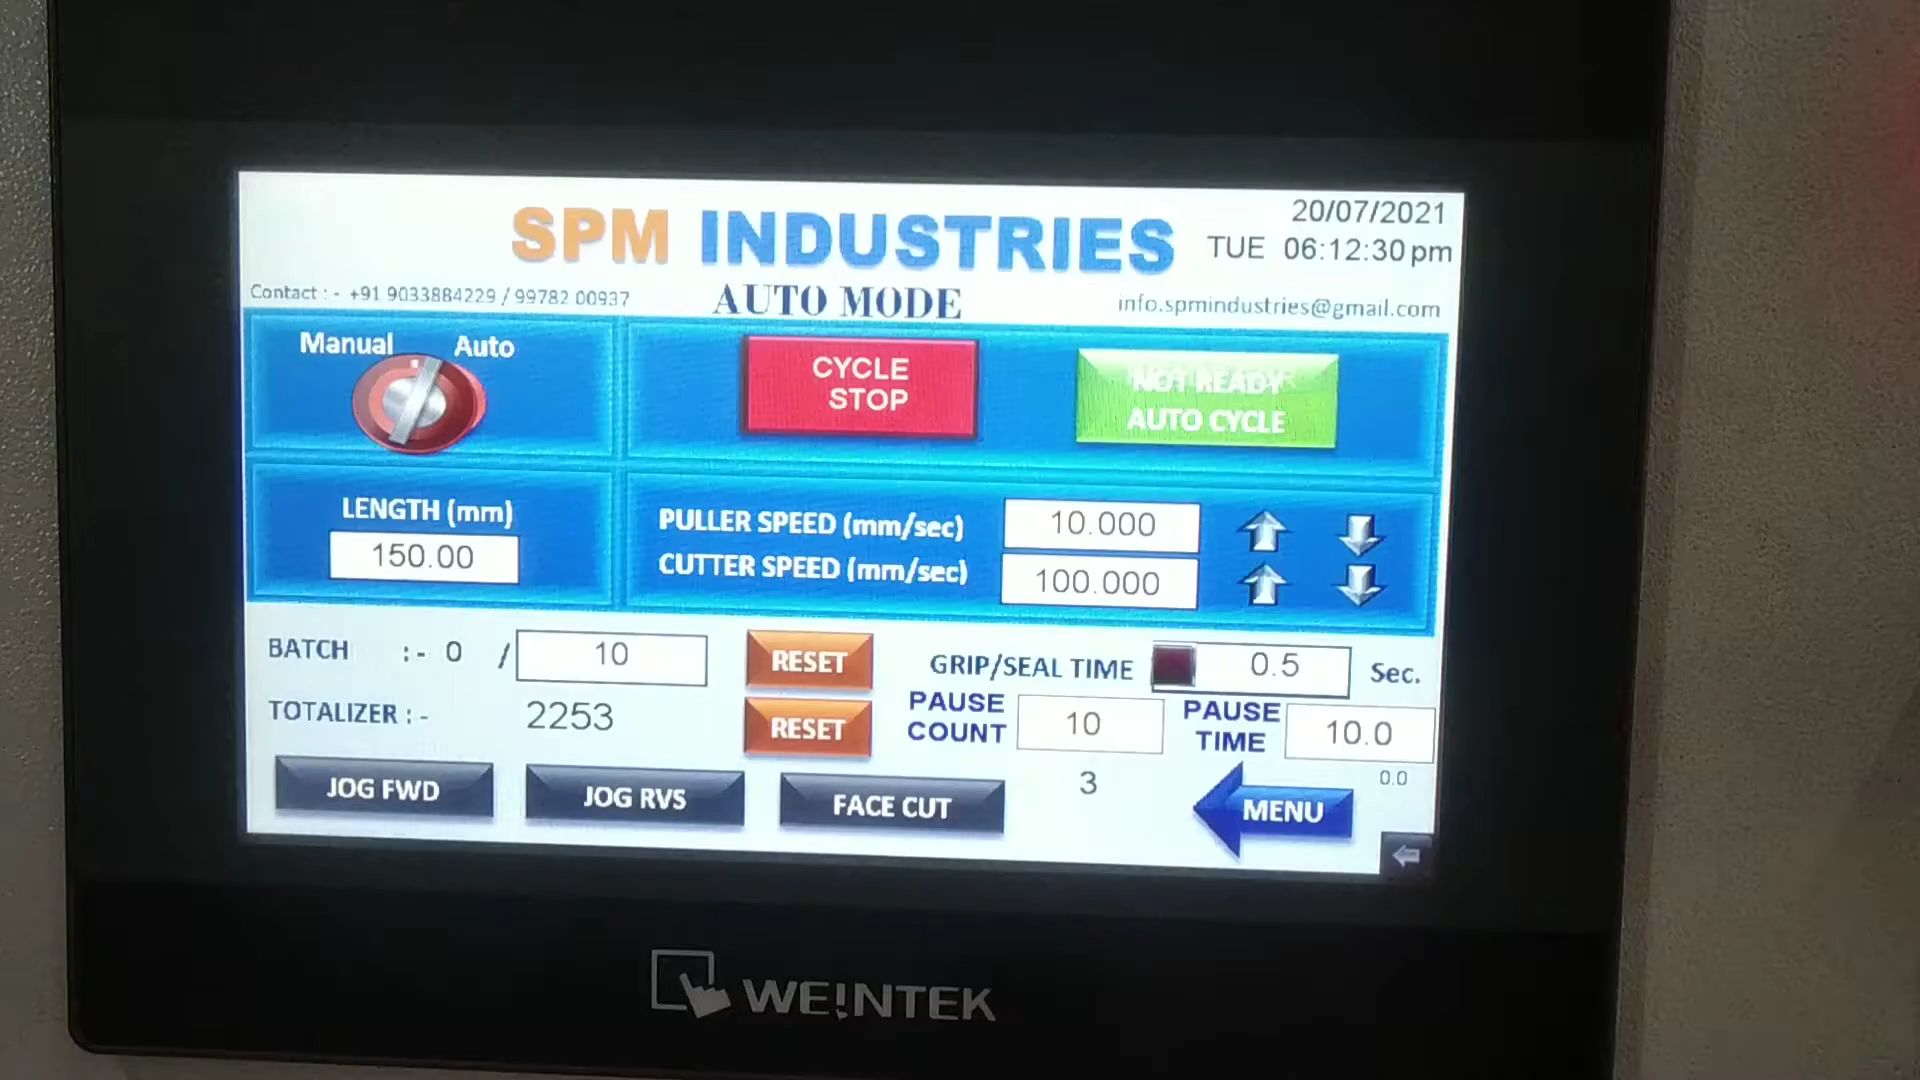 SPM INDUSTRIES
20/07/2021
TUE 06:12:30 pm
Contact : - +91 9033884229 / 99782 00937
AUTO MODE
info.spmindustries@gmail.com
Manual Auto
CYCLE
STOP
NOT READY
AUTO CYCLE
LENGTH (mm)
150.00
PULLER SPEED (mm/sec) 10.000
CUTTER SPEED (mm/sec) 100.000
BATCH :- 0 / 10 RESET
GRIP/SEAL TIME 0.5 Sec.
TOTALIZER : - 2253 RESET
PAUSE
COUNT 10
3
PAUSE
TIME 10.0
0.0
JOG FWD JOG RVS FACE CUT MENU
WEINTEK